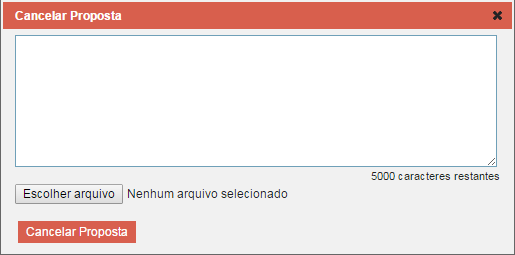 Cancelar Proposta
5000 caracteres restantes
Escolher arquivo Nenhum arquivo selecionado
Cancelar Proposta